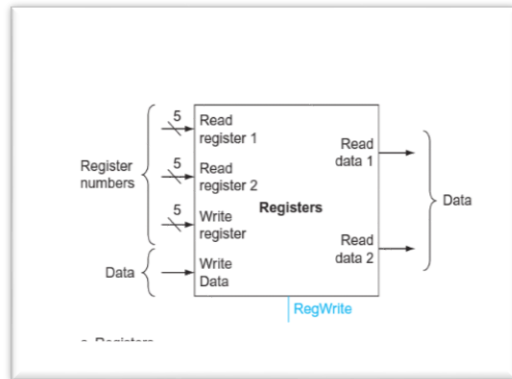 5
Read
register 1
5
Read
register 2
5
Write
register
Write
Data
Register
numbers
Data
Registers
Read
data 1
Read
data 2
Data
RegWrite